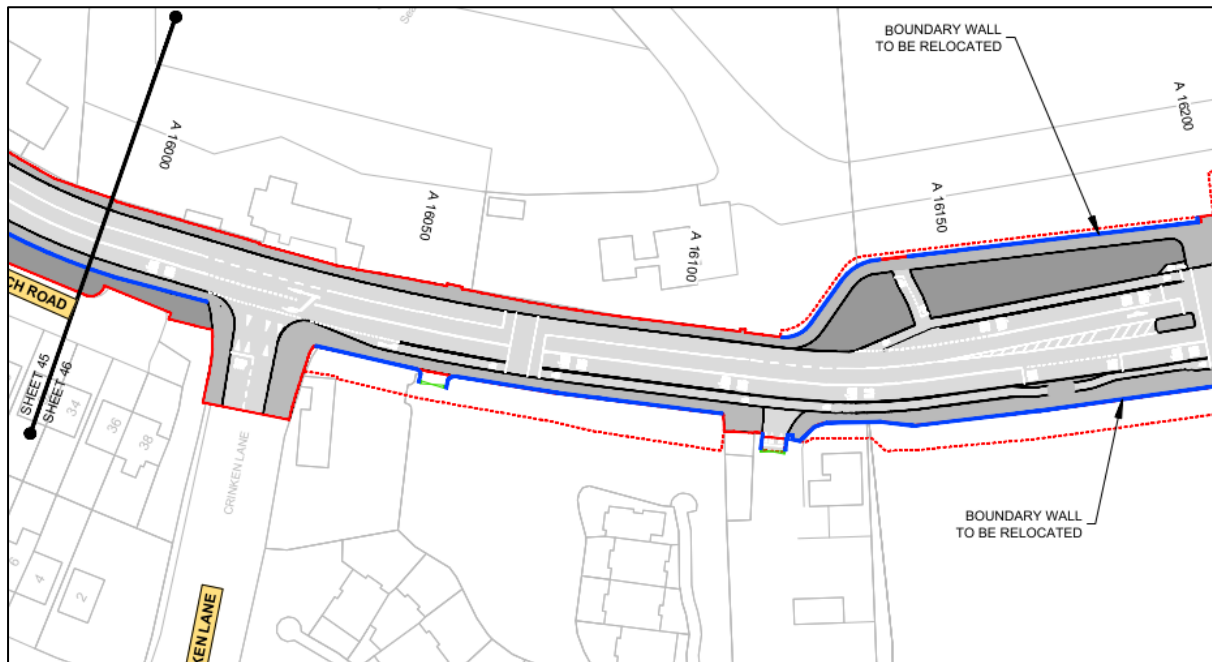 BOUNDARY WALL
TO BE RELOCATED
A 16000
A 16050
A 16100
A 16150
A 16200
CH ROAD
SHEET 45
SHEET 46
34
36
38
6
4
2
CRINKEN LANE
KEN LANE
BOUNDARY WALL
TO BE RELOCATED